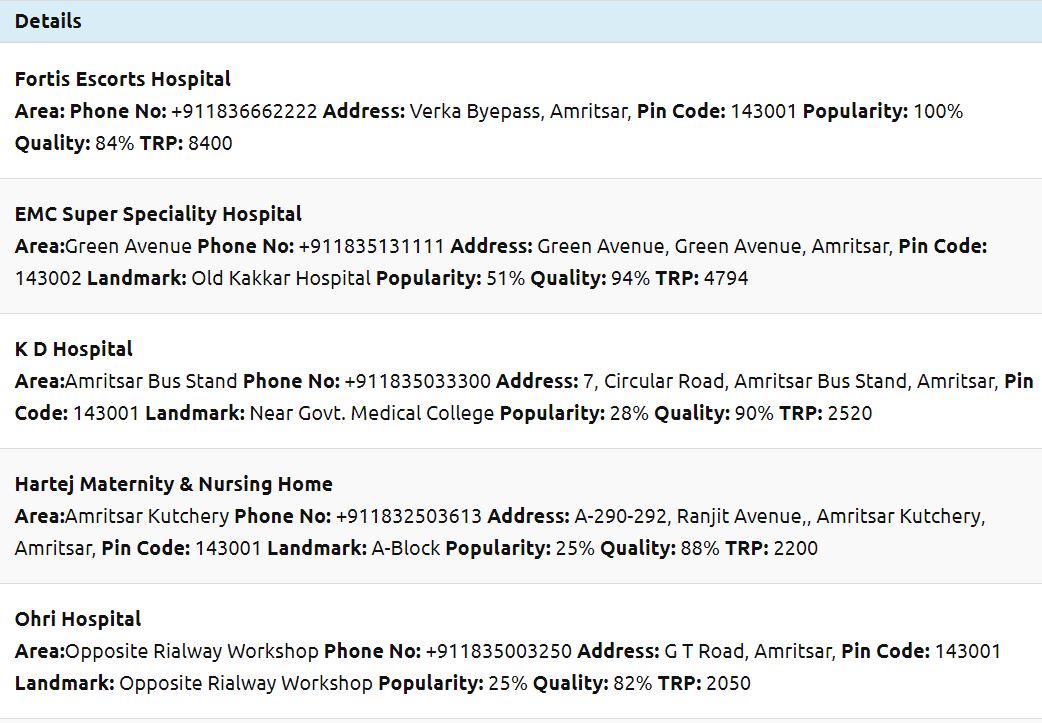 Details
Fortis Escorts Hospital
Area: Phone No: +911836662222 Address: Verka Byepass, Amritsar, Pin Code: 143001 Popularity: 100%
Quality: 84% TRP: 8400
EMC Super Speciality Hospital
Area:Green Avenue Phone No: +911835131111 Address: Green Avenue, Green Avenue, Amritsar, Pin Code:
143002 Landmark: Old Kakkar Hospital Popularity: 51% Quality: 94% TRP: 4794
K D Hospital
Area:Amritsar Bus Stand Phone No: +911835033300 Address: 7, Circular Road, Amritsar Bus Stand, Amritsar, Pin
Code: 143001 Landmark: Near Govt. Medical College Popularity: 28% Quality: 90% TRP: 2520
Hartej Maternity & Nursing Home
Area:Amritsar Kutchery Phone No: +911832503613 Address: A-290-292, Ranjit Avenue,, Amritsar Kutchery,
Amritsar, Pin Code: 143001 Landmark: A-Block Popularity: 25% Quality: 88% TRP: 2200
Ohri Hospital
Area:Opposite Rialway Workshop Phone No: +911835003250 Address: G T Road, Amritsar, Pin Code: 143001
Landmark: Opposite Rialway Workshop Popularity: 25% Quality: 82% TRP: 2050